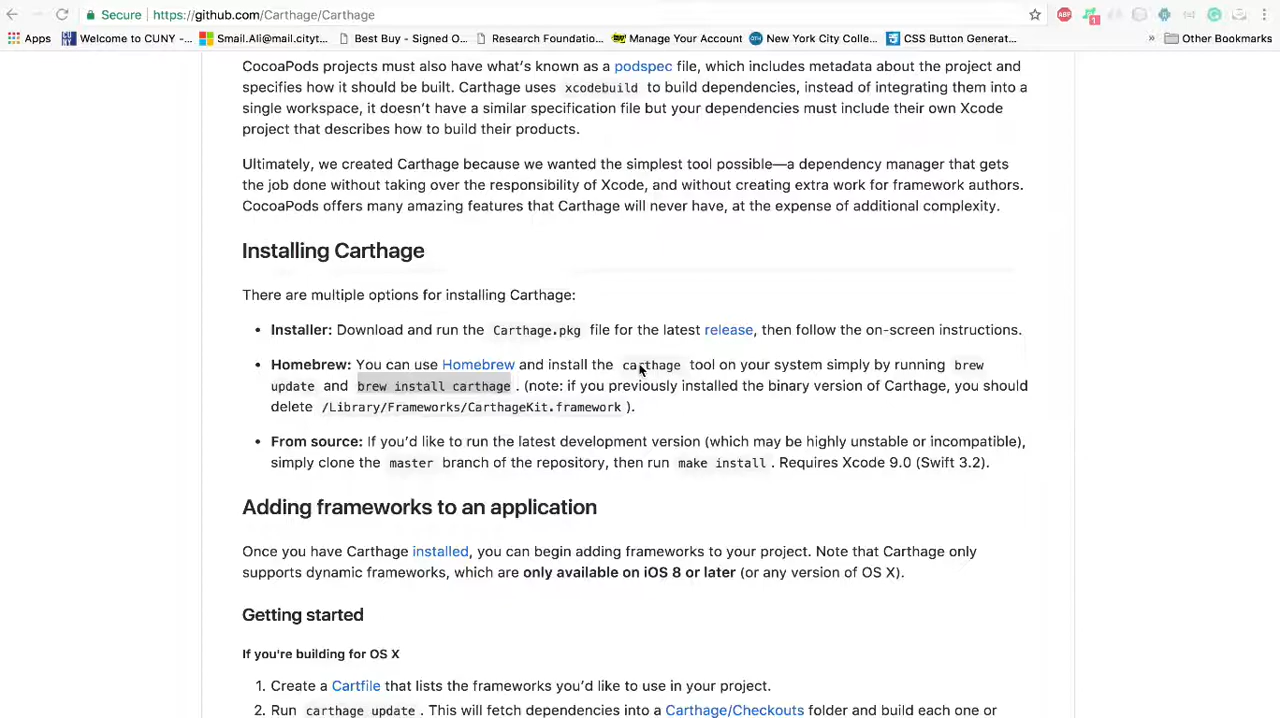 Secure https://github.com/Carthage/Carthage
ABP
1
Apps Welcome to CUNY -... Smail.Ali@mail.cityt... Best Buy - Signed O... Research Foundatio... Manage Your Account New York City Colle... CSS Button Generat... » Other Bookmarks
CocoaPods projects must also have what's known as a podspec file, which includes metadata about the project and
specifies how it should be built. Carthage uses xcodebuild to build dependencies, instead of integrating them into a
single workspace, it doesn't have a similar specification file but your dependencies must include their own Xcode
project that describes how to build their products.
Ultimately, we created Carthage because we wanted the simplest tool possible—a dependency manager that gets
the job done without taking over the responsibility of Xcode, and without creating extra work for framework authors.
CocoaPods offers many amazing features that Carthage will never have, at the expense of additional complexity.
Installing Carthage
There are multiple options for installing Carthage:
• Installer: Download and run the Carthage.pkg file for the latest release, then follow the on-screen instructions.
• Homebrew: You can use Homebrew and install the carthage tool on your system simply by running brew
update and brew install carthage . (note: if you previously installed the binary version of Carthage, you should
delete /Library/Frameworks/CarthageKit.framework ).
• From source: If you'd like to run the latest development version (which may be highly unstable or incompatible),
simply clone the master branch of the repository, then run make install . Requires Xcode 9.0 (Swift 3.2).
Adding frameworks to an application
Once you have Carthage installed, you can begin adding frameworks to your project. Note that Carthage only
supports dynamic frameworks, which are only available on iOS 8 or later (or any version of OS X).
Getting started
If you're building for OS X
1. Create a Cartfile that lists the frameworks you'd like to use in your project.
2. Run carthage update . This will fetch dependencies into a Carthage/Checkouts folder and build each one or